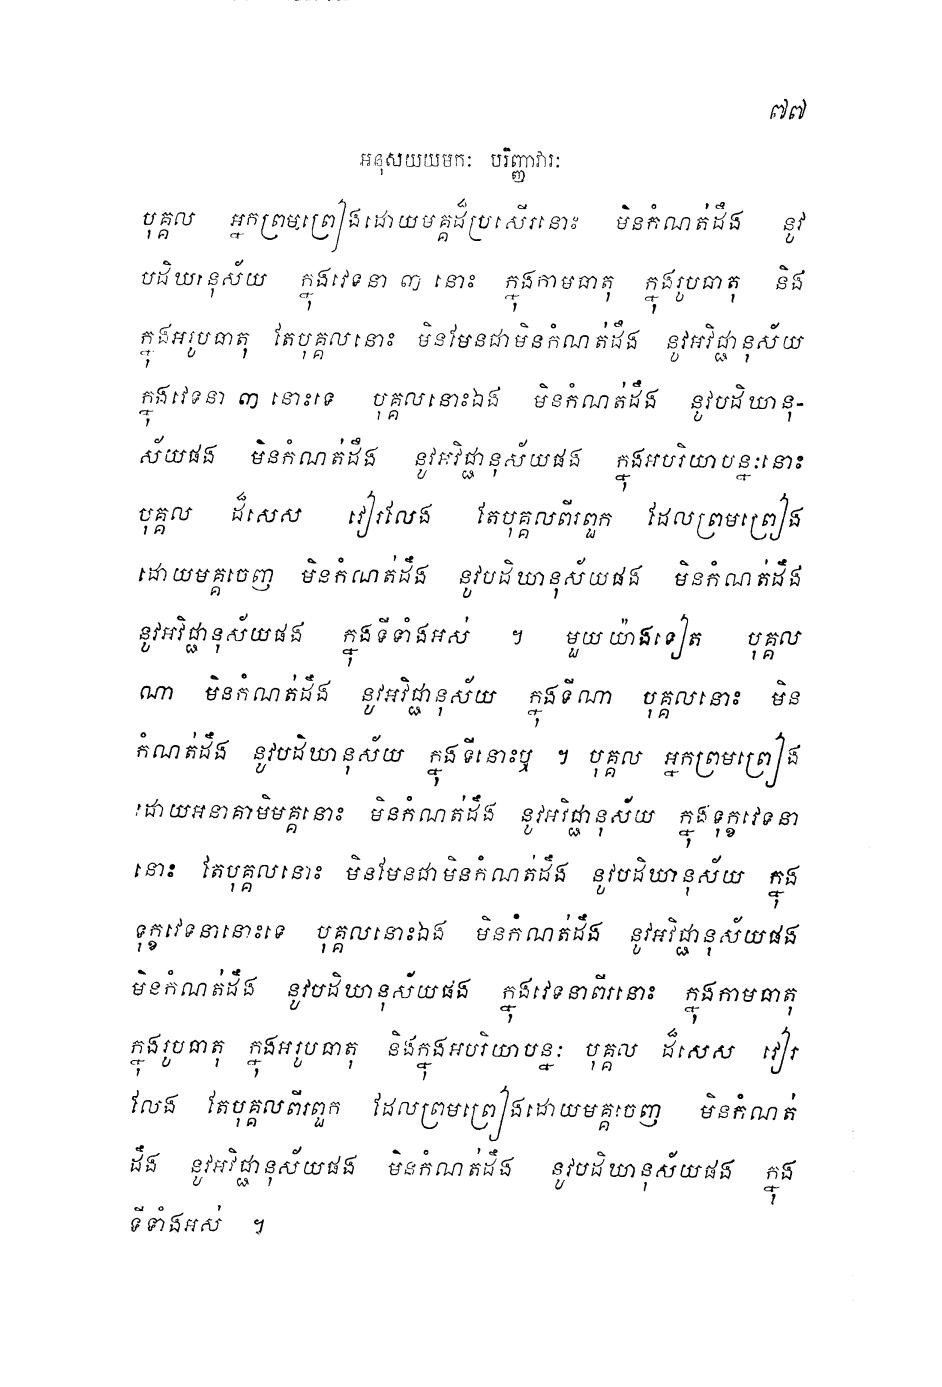 ៧៧
អនុសយយមកៈ បរិញ្ញាវារៈ
បុគ្គល អ្នកព្រមព្រៀងដោយមគ្គដ៏ប្រសើរនោះ មិនកំណត់ដឹង នូវ
បដិឃានុស័យ ក្នុងវេទនា ៣ នោះ ក្នុងកាមធាតុ ក្នុងរូបធាតុ និង
ក្នុងអរូបធាតុ តែបុគ្គលនោះ មិនមែនជាមិនកំណត់ដឹង នូវអវិជ្ជានុស័យ
ក្នុងវេទនា ៣ នោះទេ បុគ្គលនោះឯង មិនកំណត់ដឹង នូវបដិឃានុ-
ស័យផង មិនកំណត់ដឹង នូវអវិជ្ជានុស័យផង ក្នុងអបរិយាបន្នៈនោះ
បុគ្គល ដ៏សេស វៀរលែង តែបុគ្គលពីរពួក ដែលព្រមព្រៀង
ដោយមគ្គចេញ មិនកំណត់ដឹង នូវបដិឃានុស័យផង មិនកំណត់ដឹង
នូវអវិជ្ជានុស័យផង ក្នុងទីទាំងអស់ ។ មួយយ៉ាងទៀត បុគ្គល
ណា មិនកំណត់ដឹង នូវអវិជ្ជានុស័យ ក្នុងទីណា បុគ្គលនោះ មិន
កំណត់ដឹង នូវបដិឃានុស័យ ក្នុងទីនោះឬ ។ បុគ្គល អ្នកព្រមព្រៀង
ដោយអនាគាមិមគ្គនោះ មិនកំណត់ដឹង នូវអវិជ្ជានុស័យ ក្នុងទុក្ខវេទនា
នោះ តែបុគ្គលនោះ មិនមែនជាមិនកំណត់ដឹង នូវបដិឃានុស័យ ក្នុង
ទុក្ខវេទនានោះទេ បុគ្គលនោះឯង មិនកំណត់ដឹង នូវអវិជ្ជានុស័យផង
មិនកំណត់ដឹង នូវបដិឃានុស័យផង ក្នុងវេទនាពីរនោះ ក្នុងកាមធាតុ
ក្នុងរូបធាតុ ក្នុងអរូបធាតុ និងក្នុងអបរិយាបន្នៈ បុគ្គល ដ៏សេស វៀរ
លែង តែបុគ្គលពីរពួក ដែលព្រមព្រៀងដោយមគ្គចេញ មិនកំណត់
ដឹង នូវអវិជ្ជានុស័យផង មិនកំណត់ដឹង នូវបដិឃានុស័យផង ក្នុង
ទីទាំងអស់ ។